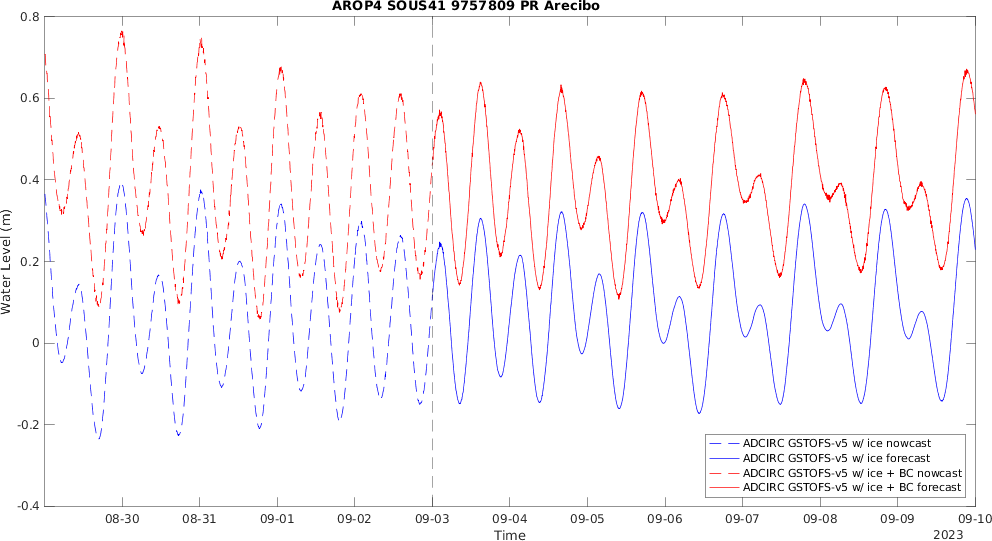 AROP4 SOUS41 9757809 PR Arecibo
Water Level (m)
0.8
0.6
0.4
0.2
0
-0.2
-0.4
ADCIRC GSTOFS-v5 w/ ice nowcast
ADCIRC GSTOFS-v5 w/ ice forecast
ADCIRC GSTOFS-v5 w/ ice + BC nowcast
ADCIRC GSTOFS-v5 w/ ice + BC forecast
08-30 08-31 09-01 09-02 09-03 09-04 09-05 09-06 09-07 09-08 09-09 09-10
Time
2023